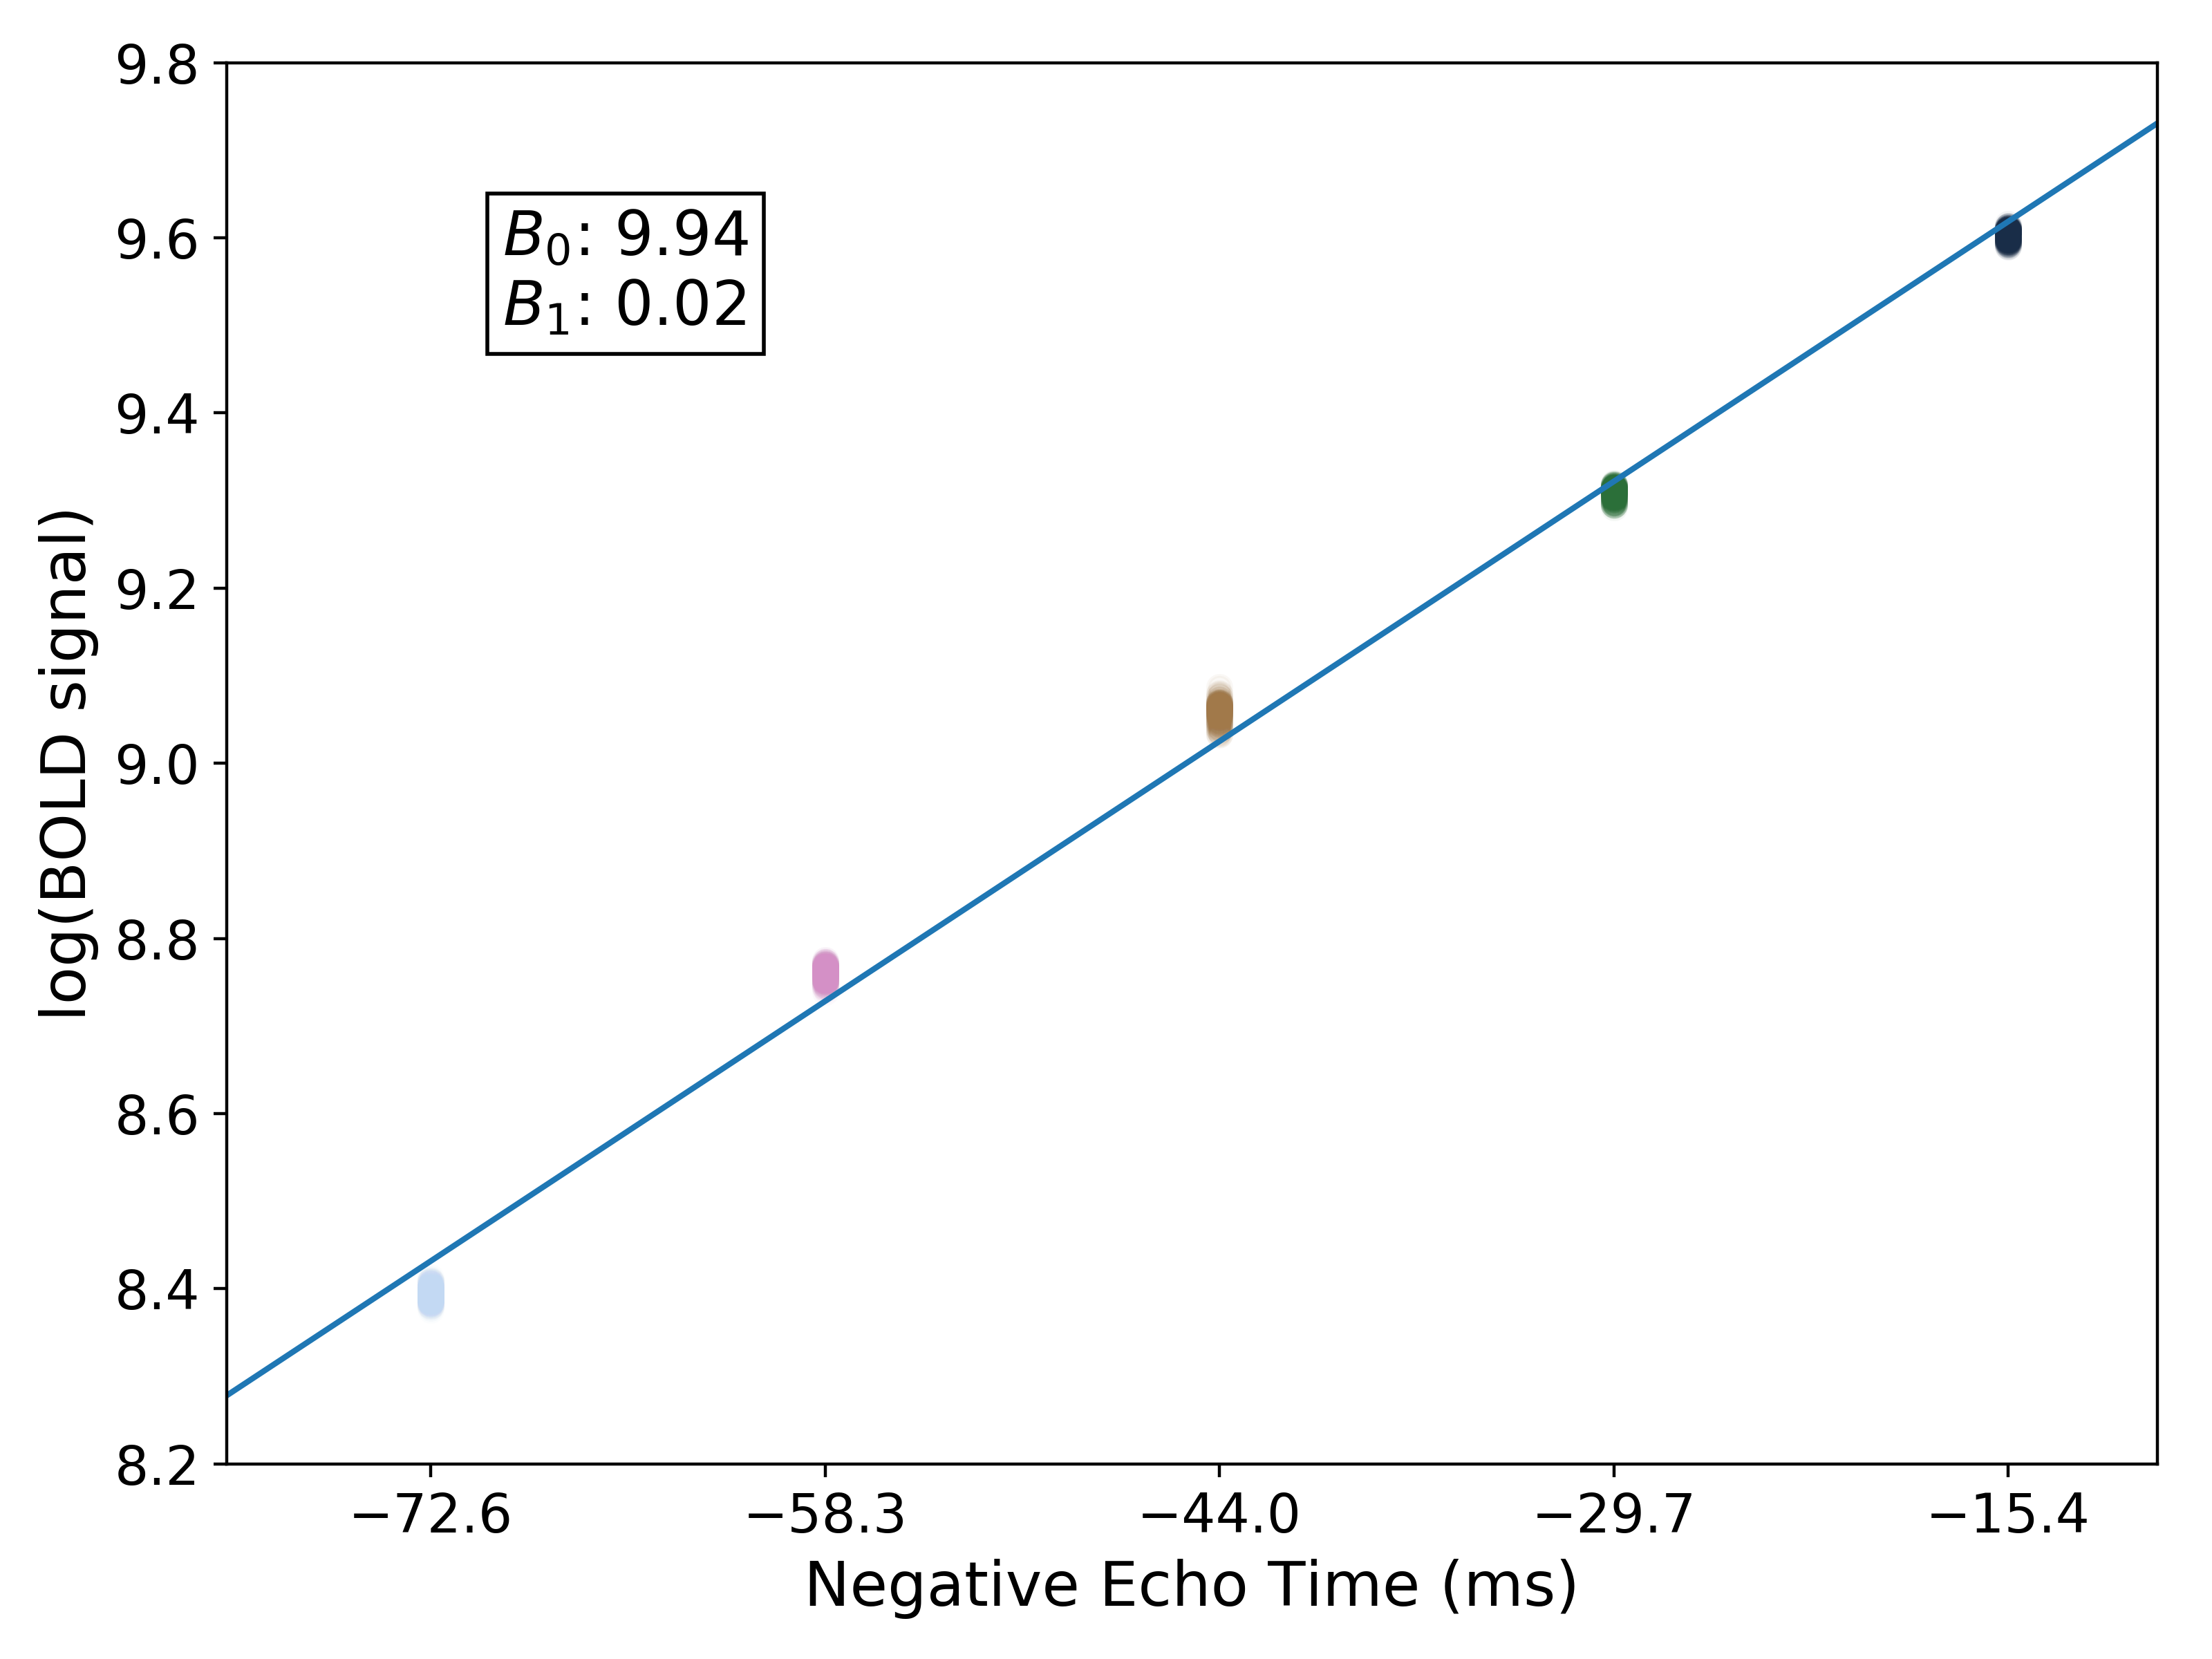 9.8
9.6
9.4
9.2
9.0
8.8
8.6
8.4
8.2
log(BOLD signal)
B₀: 9.94
B₁: 0.02
−72.6 −58.3 −44.0 −29.7 −15.4
Negative Echo Time (ms)